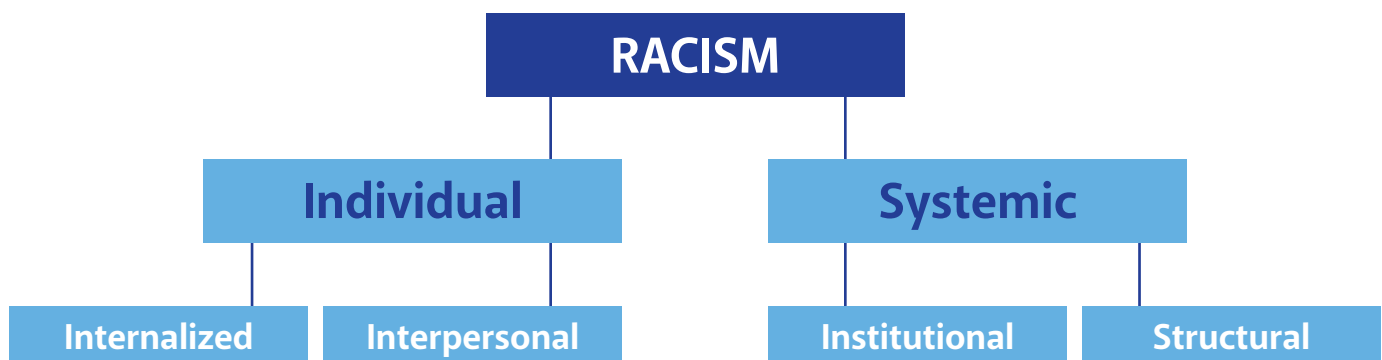 RACISM
Individual
Systemic
Internalized
Interpersonal
Institutional
Structural